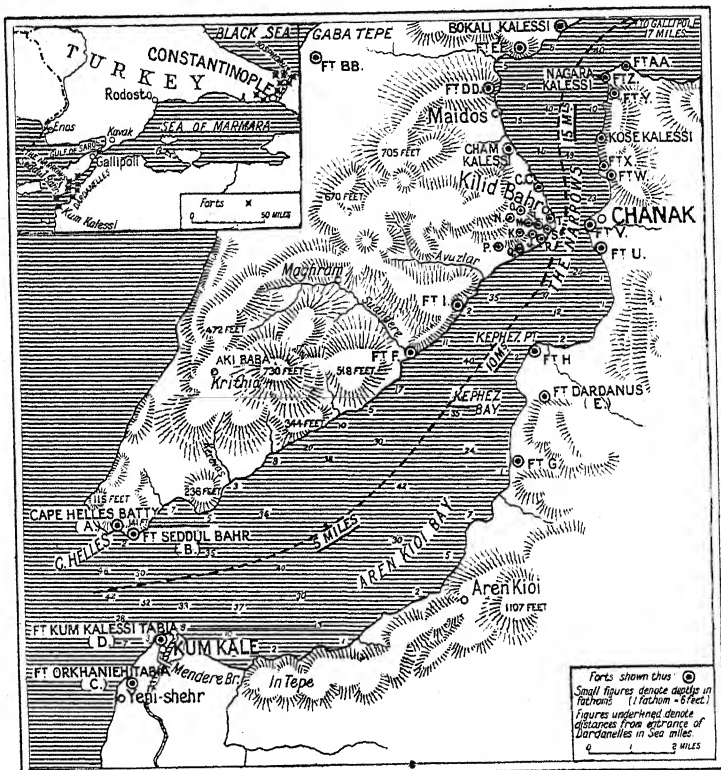 BLACK SEA
TURKEY
CONSTANTINOPLE
Rodosto
SEA OF MARMARA
Enos
Kavak
GULF DE SAROS
Gallipoli
DARDANELLES
Kum Kalessi
Forts
0 50 MILES
GABA TEPE
FT BB.
BOKALI KALESSI
TO GALLIPOLI
17 MILES
FT DD.
Maidos
NAGARA
KALESSI
FT AA.
FT Z.
FT Y.
KOSE KALESSI
FT X.
FT W.
15 MS
CHAM
KALESSI
C.C.
Kilid Bahr
705 FEET
670 FEET
THE NARROWS
CHANAK
FT V.
FT U.
N.
K
P.
Avuzlar
Maghram
Suandere
FT I.
35
KEPHEZ PT
FT H
10 MS
FT F.
472 FEET
AKI BABA
730 FEET
Krithia
518 FEET
344 FEET
236 FEET
115 FEET
KEPHEZ
BAY
FT DARDANUS
(E)
FT G.
CAPE HELLES BATTY
(A)
C. HELLES
FT SEDDUL BAHR
(B.)
5 MILES
AREN KIOI BAY
Aren Kioi
1107 FEET
FT KUM KALESSI TABIA
(D.)
KUM KALE
Mendere Br.
In Tepe
FT ORKHANIEH TABIA
(C.)
Yeni-shehr
Forts shown thus
Small figures denote depths in
fathoms (1 fathom = 6 feet)
Figures underlined denote
distances from entrance of
Dardanelles in Sea miles.
0 1 2 MILES